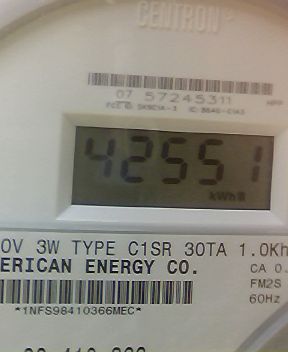 CENTRON®
07 57245311
42551
kWh
0V 3W TYPE C1SR 30TA 1.0Kh
ERICAN ENERGY CO.
CA 0.
FM2S
60Hz
*1NFS98410366MEC*